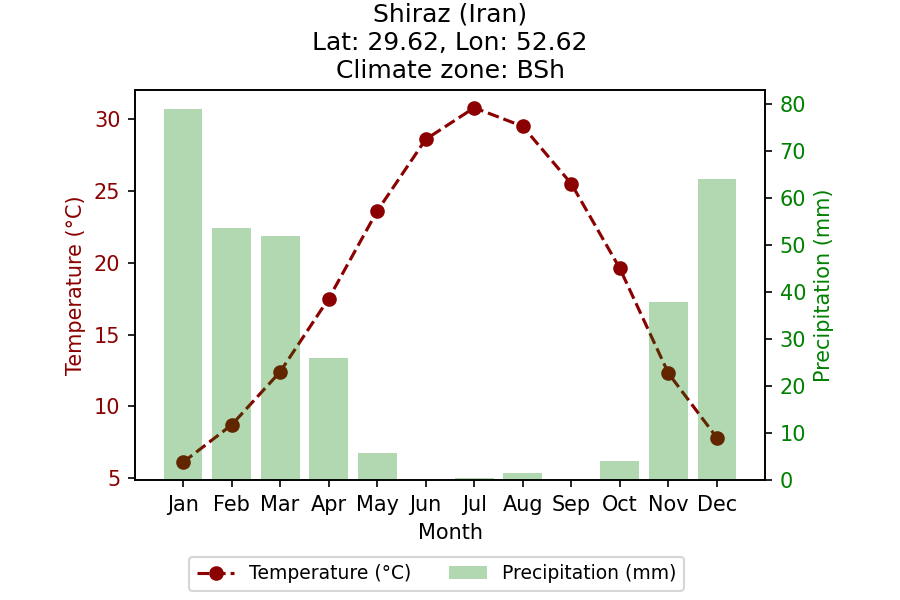 Shiraz (Iran)
Lat: 29.62, Lon: 52.62
Climate zone: BSh
Temperature (°C)
30
25
20
15
10
5
80
70
60
50
40
30
20
10
0
Precipitation (mm)
Jan Feb Mar Apr May Jun Jul Aug Sep Oct Nov Dec
Month
Temperature (°C) Precipitation (mm)